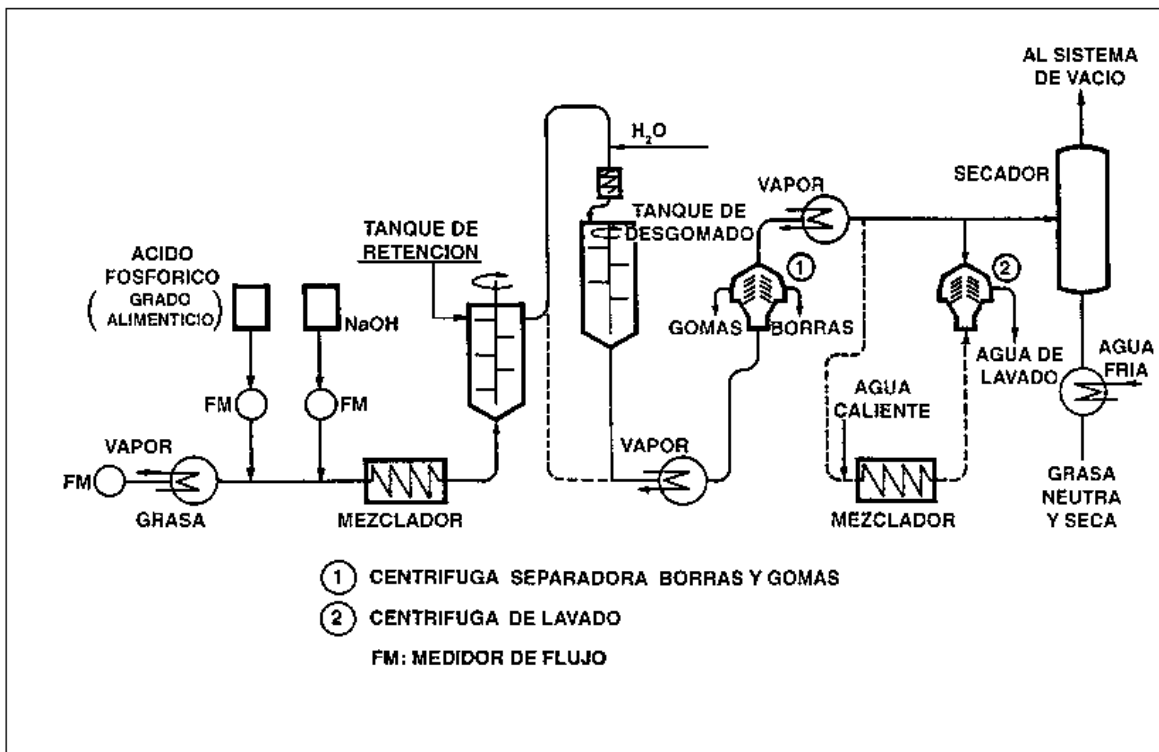 AL SISTEMA
DE VACIO
H₂O
SECADOR
VAPOR
TANQUE DE
DESGOMADO
TANQUE DE
RETENCION
ACIDO
FOSFORICO
( GRADO
ALIMENTICIO )
NaOH
1
2
GOMAS
BORRAS
AGUA DE
LAVADO
AGUA
FRIA
AGUA
CALIENTE
FM
FM
VAPOR
VAPOR
FM
GRASA
MEZCLADOR
MEZCLADOR
GRASA
NEUTRA
Y SECA
1 CENTRIFUGA SEPARADORA BORRAS Y GOMAS
2 CENTRIFUGA DE LAVADO
FM: MEDIDOR DE FLUJO